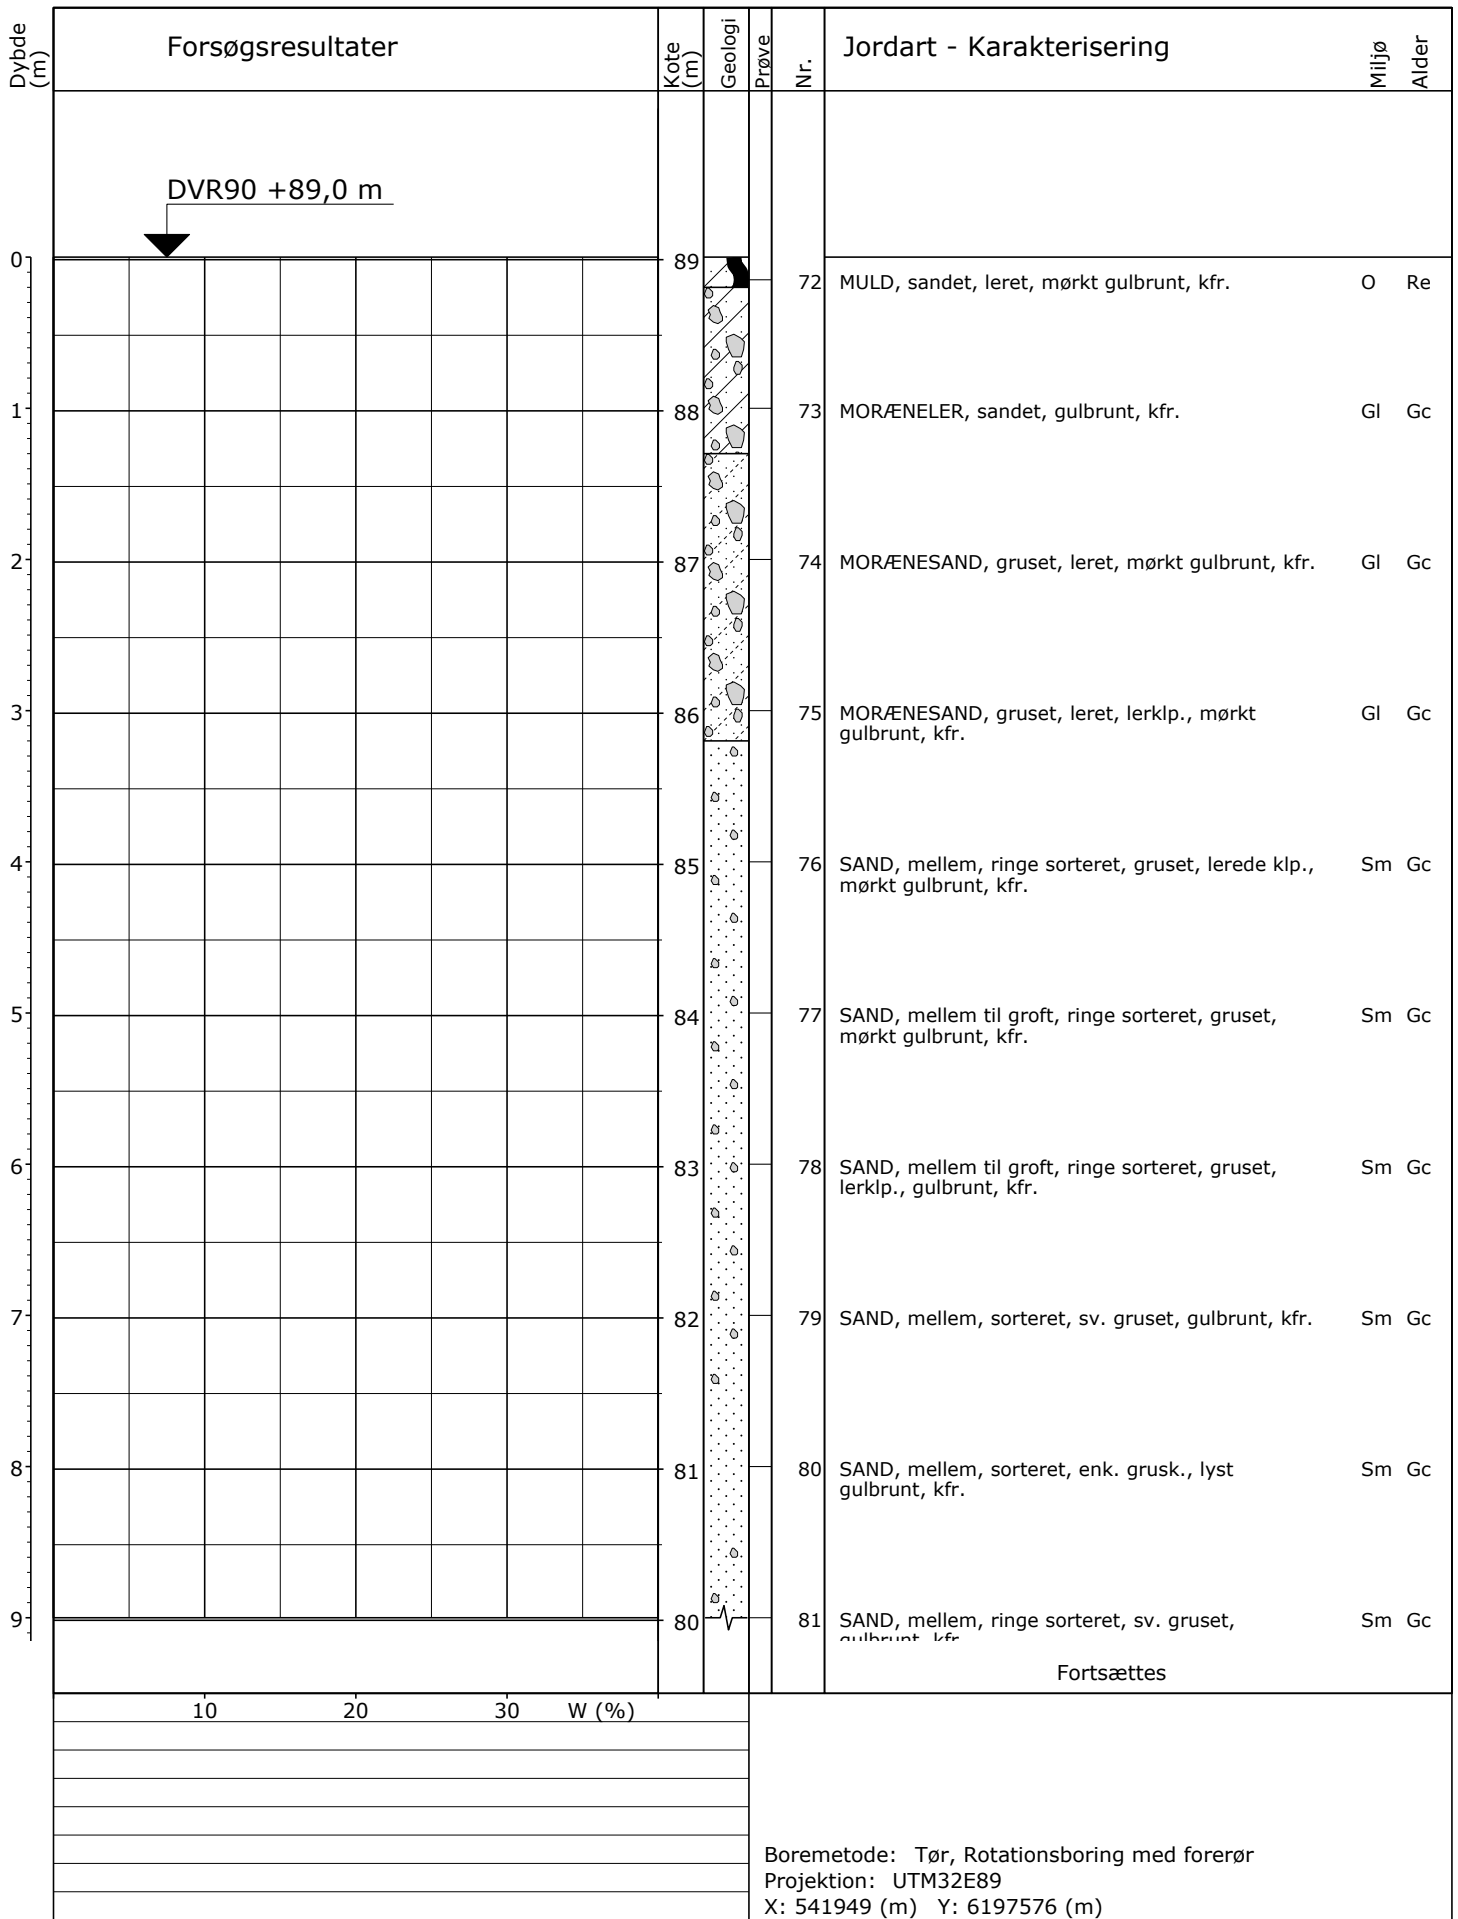 Dybde (m)
Forsøgsresultater
Kote (m)
Geologi
Prøve
Nr.
Jordart - Karakterisering
Miljø
Alder
DVR90 +89,0 m
0 89 72 MULD, sandet, leret, mørkt gulbrunt, kfr. O Re
1 88 73 MORÆNELER, sandet, gulbrunt, kfr. Gl Gc
2 87 74 MORÆNESAND, gruset, leret, mørkt gulbrunt, kfr. Gl Gc
3 86 75 MORÆNESAND, gruset, leret, lerklp., mørkt Gl Gc
gulbrunt, kfr.
4 85 76 SAND, mellem, ringe sorteret, gruset, lerede klp., Sm Gc
mørkt gulbrunt, kfr.
5 84 77 SAND, mellem til groft, ringe sorteret, gruset, Sm Gc
mørkt gulbrunt, kfr.
6 83 78 SAND, mellem til groft, ringe sorteret, gruset, Sm Gc
lerklp., gulbrunt, kfr.
7 82 79 SAND, mellem, sorteret, sv. gruset, gulbrunt, kfr. Sm Gc
8 81 80 SAND, mellem, sorteret, enk. grusk., lyst Sm Gc
gulbrunt, kfr.
9 80 81 SAND, mellem, ringe sorteret, sv. gruset, Sm Gc
gulbrunt, kfr.
Fortsættes
10 20 30 W (%)
Boremetode: Tør, Rotationsboring med forerør
Projektion: UTM32E89
X: 541949 (m) Y: 6197576 (m)